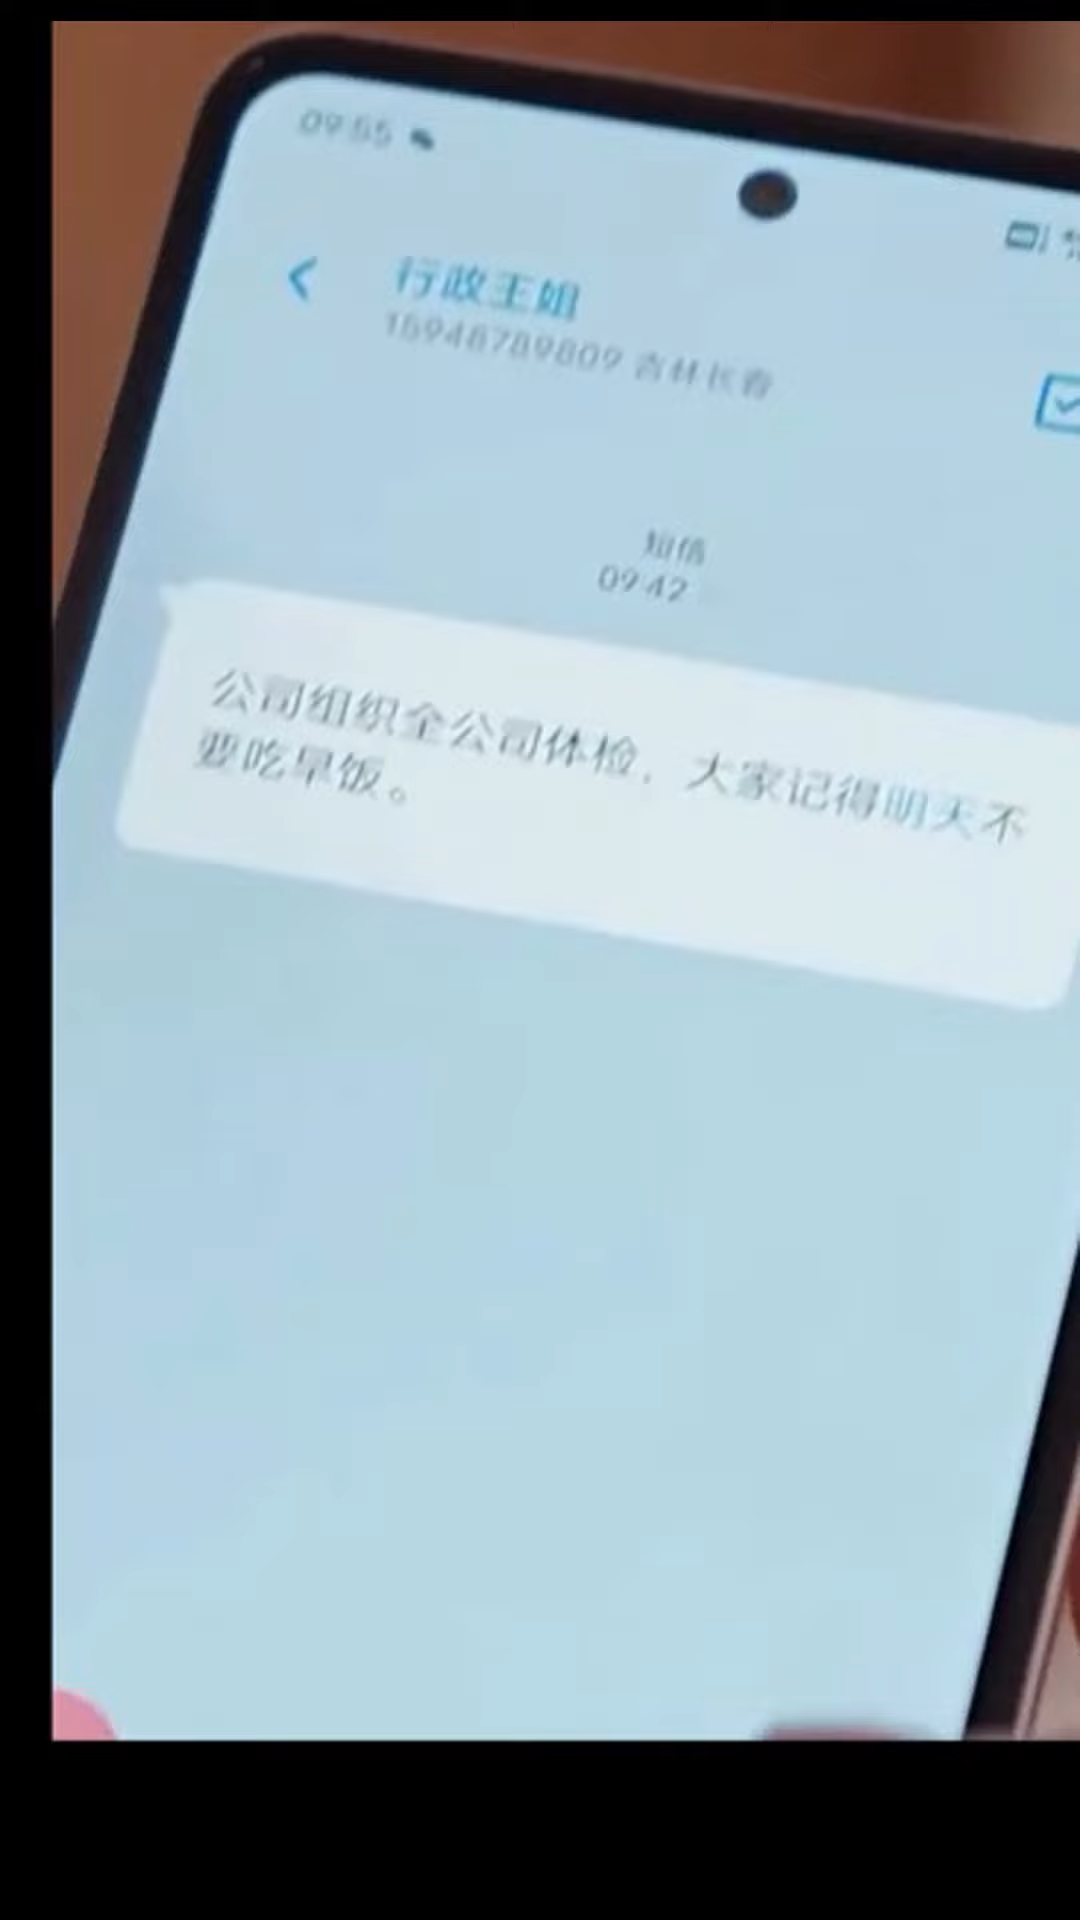 09:55
行政王姐
15948789809 吉林长春
短信
09:42
公司组织全公司体检，大家记得明天不
要吃早饭。